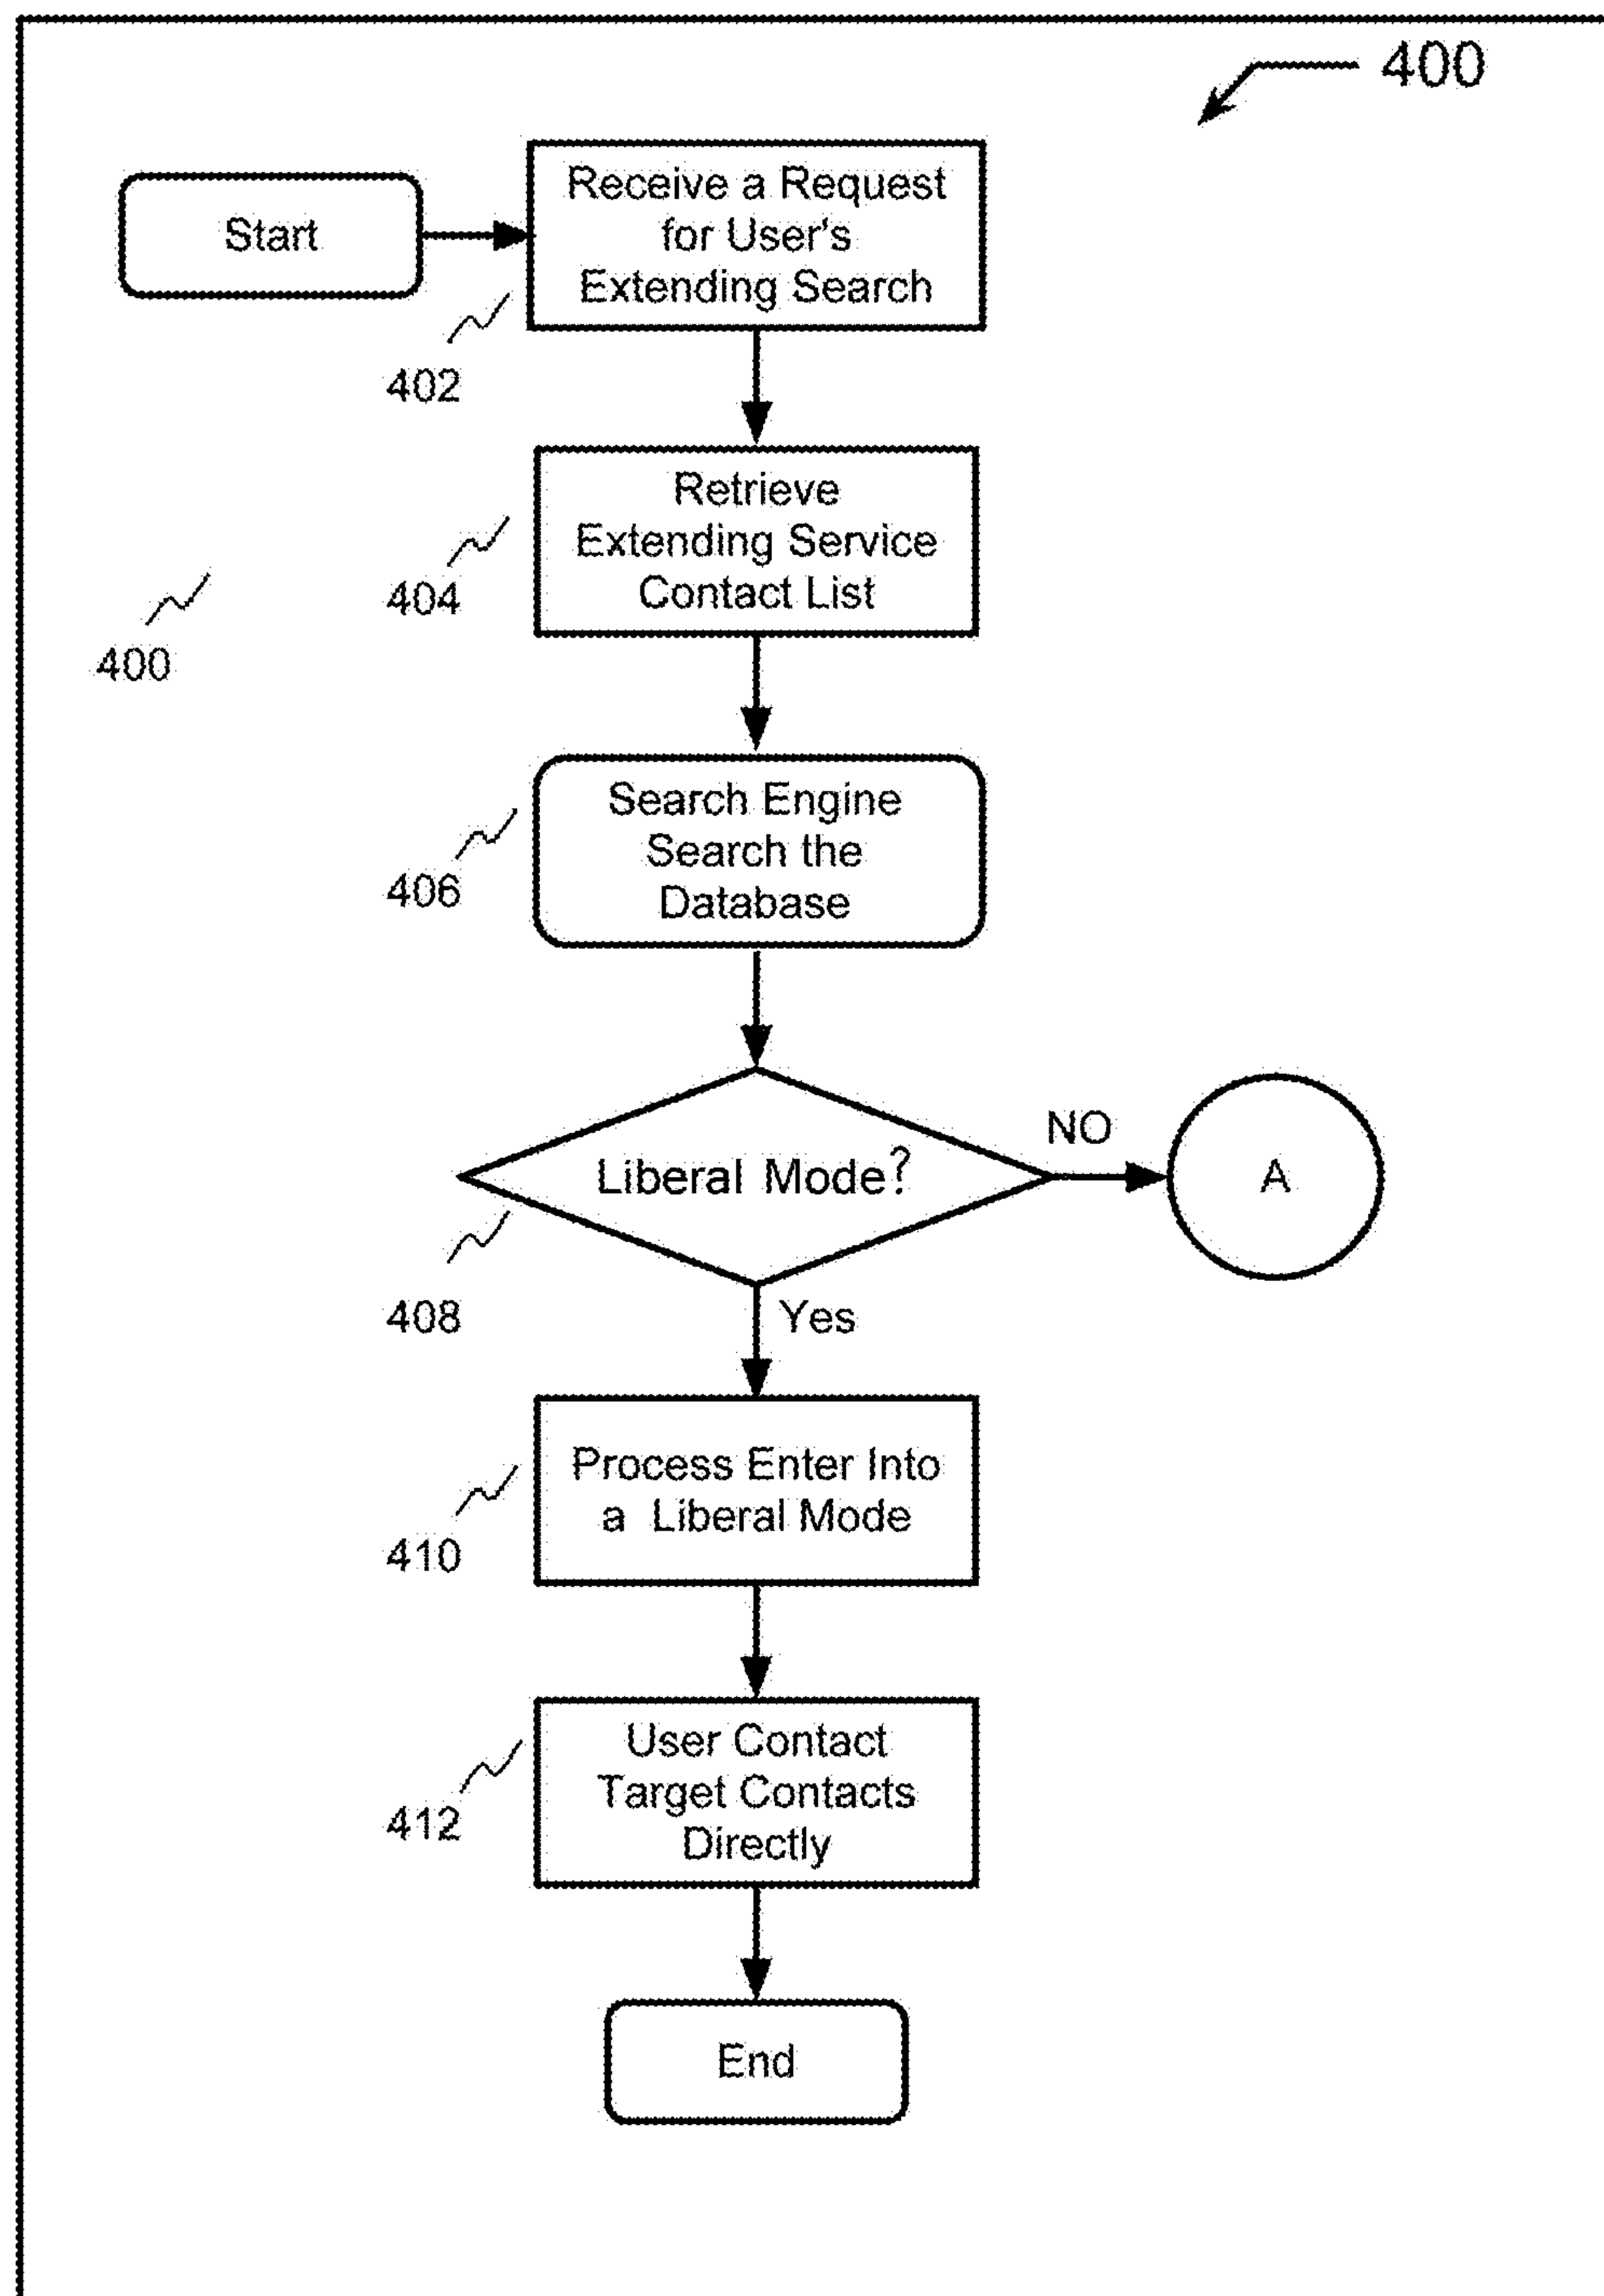 400
Start
Receive a Request
for User's
Extending Search
402
Retrieve
Extending Service
Contact List
404
400
Search Engine
Search the
Database
406
Liberal Mode?
NO
A
408
Yes
Process Enter Into
a Liberal Mode
410
User Contact
Target Contacts
Directly
412
End